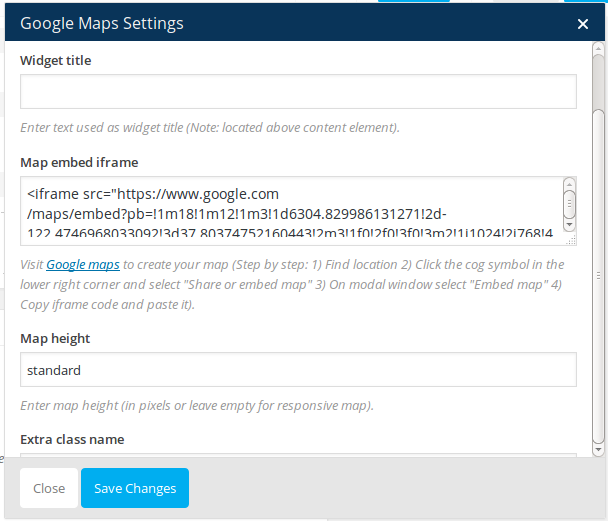 Google Maps Settings ×
Widget title
Enter text used as widget title (Note: located above content element).
Map embed iframe
<iframe src="https://www.google.com
/maps/embed?pb=!1m18!1m12!1m3!1d6304.829986131271!2d-
122.4746968033092!3d37.80374752160443!2m3!1f0!2f0!3f0!3m2!1i1024!2i768!4
Visit Google maps to create your map (Step by step: 1) Find location 2) Click the cog symbol in the
lower right corner and select "Share or embed map" 3) On modal window select "Embed map" 4)
Copy iframe code and paste it).
Map height
standard
Enter map height (in pixels or leave empty for responsive map).
Extra class name
Close
Save Changes